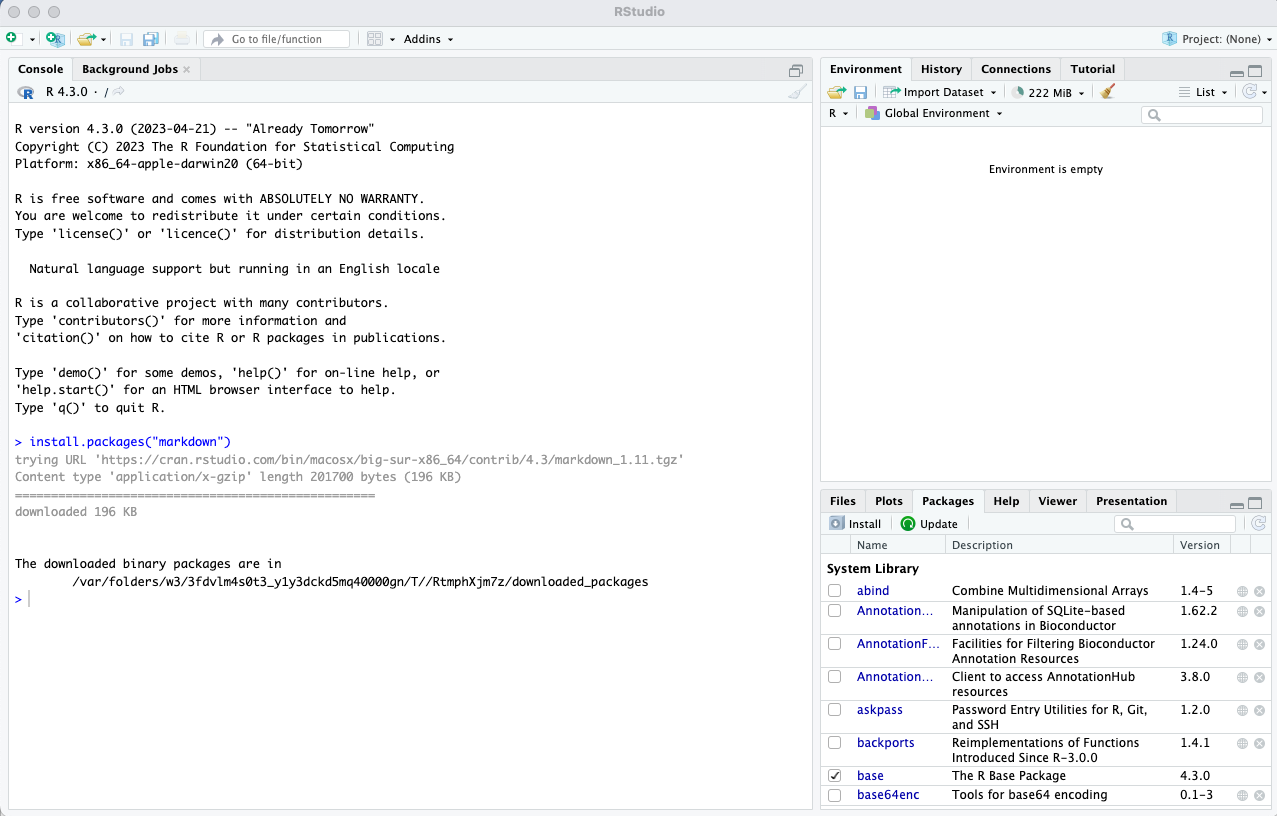 RStudio
Go to file/function
Addins
Project: (None)
Console
Background Jobs
R 4.3.0 · /
R version 4.3.0 (2023-04-21) -- "Already Tomorrow"
Copyright (C) 2023 The R Foundation for Statistical Computing
Platform: x86_64-apple-darwin20 (64-bit)
R is free software and comes with ABSOLUTELY NO WARRANTY.
You are welcome to redistribute it under certain conditions.
Type 'license()' or 'licence()' for distribution details.
Natural language support but running in an English locale
R is a collaborative project with many contributors.
Type 'contributors()' for more information and
'citation()' on how to cite R or R packages in publications.
Type 'demo()' for some demos, 'help()' for on-line help, or
'help.start()' for an HTML browser interface to help.
Type 'q()' to quit R.
> install.packages("markdown")
trying URL 'https://cran.rstudio.com/bin/macosx/big-sur-x86_64/contrib/4.3/markdown_1.11.tgz'
Content type 'application/x-gzip' length 201700 bytes (196 KB)
==================================================
downloaded 196 KB
The downloaded binary packages are in
/var/folders/w3/3fdvlm4s0t3_y1y3dckd5mq40000gn/T//RtmphXjm7z/downloaded_packages
>
Environment
History
Connections
Tutorial
Import Dataset
222 MiB
List
R
Global Environment
Environment is empty
Files
Plots
Packages
Help
Viewer
Presentation
Install
Update
Name Description Version
System Library
abind Combine Multidimensional Arrays 1.4-5
Annotation... Manipulation of SQLite-based 1.62.2
annotations in Bioconductor
AnnotationF... Facilities for Filtering Bioconductor 1.24.0
Annotation Resources
Annotation... Client to access AnnotationHub 3.8.0
resources
askpass Password Entry Utilities for R, Git, 1.2.0
and SSH
backports Reimplementations of Functions 1.4.1
Introduced Since R-3.0.0
base The R Base Package 4.3.0
base64enc Tools for base64 encoding 0.1-3